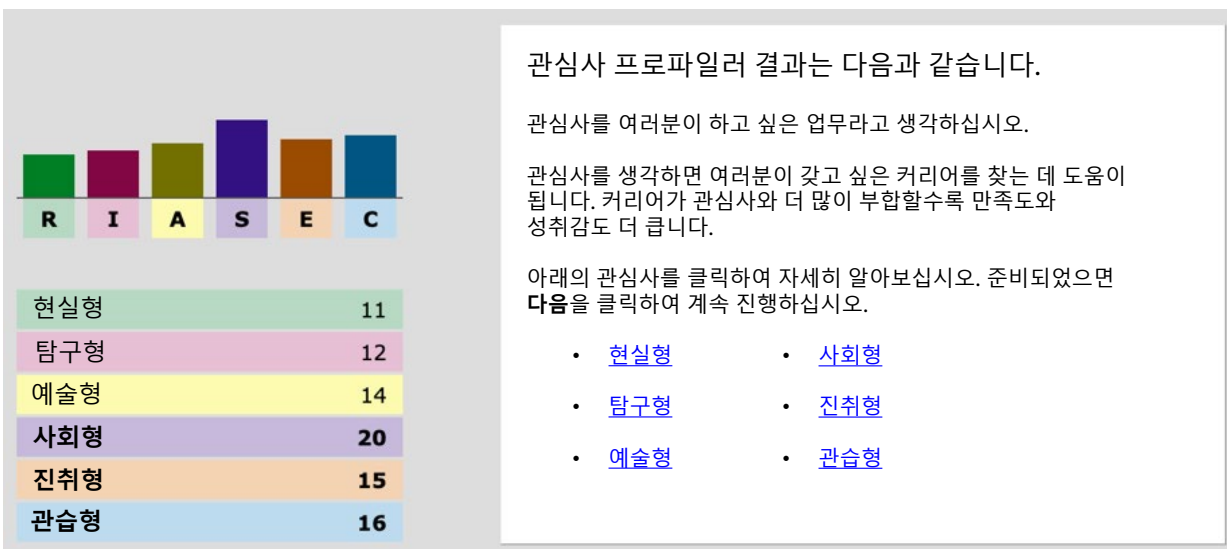 R I A S E C
현실형 11
탐구형 12
예술형 14
사회형 20
진취형 15
관습형 16
관심사 프로파일러 결과는 다음과 같습니다.
관심사를 여러분이 하고 싶은 업무라고 생각하십시오.
관심사를 생각하면 여러분이 갖고 싶은 커리어를 찾는 데 도움이
됩니다. 커리어가 관심사와 더 많이 부합할수록 만족도와
성취감도 더 큽니다.
아래의 관심사를 클릭하여 자세히 알아보십시오. 준비되었으면
다음을 클릭하여 계속 진행하십시오.
• 현실형 • 사회형
• 탐구형 • 진취형
• 예술형 • 관습형